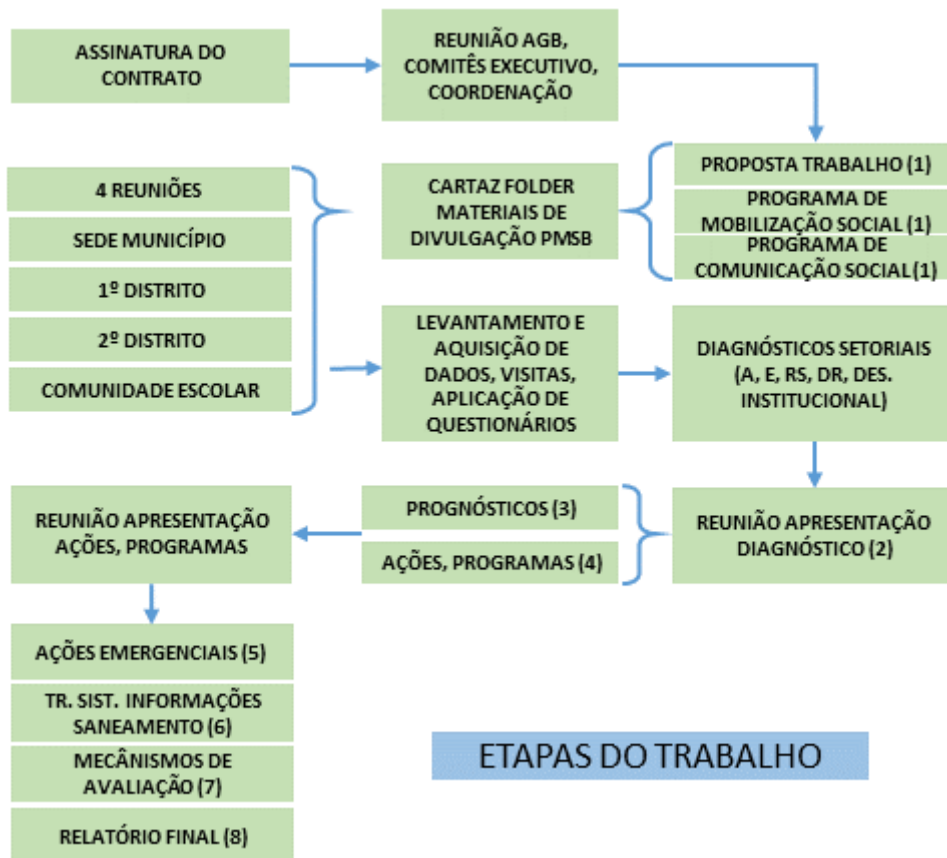 ASSINATURA DO
CONTRATO
REUNIÃO AGB,
COMITÊS EXECUTIVO,
COORDENAÇÃO
PROPOSTA TRABALHO (1)
PROGRAMA DE
MOBILIZAÇÃO SOCIAL (1)
PROGRAMA DE
COMUNICAÇÃO SOCIAL (1)
CARTAZ FOLDER
MATERIAIS DE
DIVULGAÇÃO PMSB
4 REUNIÕES
SEDE MUNICÍPIO
1º DISTRITO
2º DISTRITO
COMUNIDADE ESCOLAR
LEVANTAMENTO E
AQUISIÇÃO DE
DADOS, VISITAS,
APLICAÇÃO DE
QUESTIONÁRIOS
DIAGNÓSTICOS SETORIAIS
(A, E, RS, DR, DES.
INSTITUCIONAL)
REUNIÃO APRESENTAÇÃO
DIAGNÓSTICO (2)
PROGNÓSTICOS (3)
AÇÕES, PROGRAMAS (4)
REUNIÃO APRESENTAÇÃO
AÇÕES, PROGRAMAS
AÇÕES EMERGENCIAIS (5)
TR. SIST. INFORMAÇÕES
SANEAMENTO (6)
MECÂNISMOS DE
AVALIAÇÃO (7)
RELATÓRIO FINAL (8)
ETAPAS DO TRABALHO